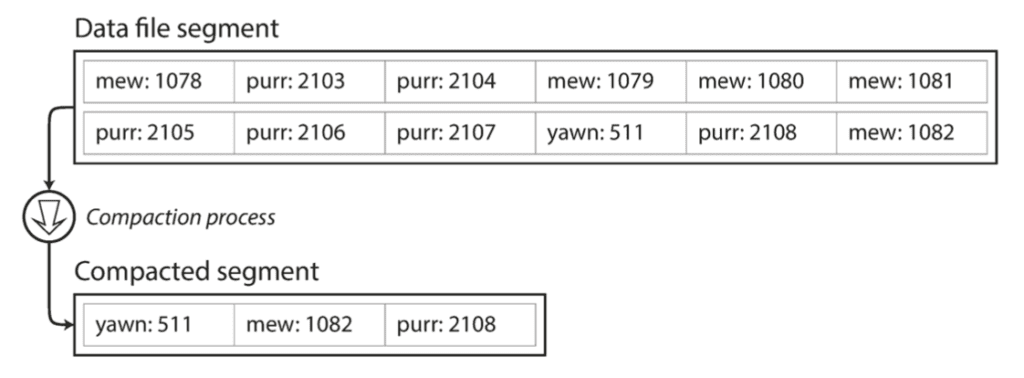 Data file segment
mew: 1078 purr: 2103 purr: 2104 mew: 1079 mew: 1080 mew: 1081
purr: 2105 purr: 2106 purr: 2107 yawn: 511 purr: 2108 mew: 1082
Compaction process
Compacted segment
yawn: 511 mew: 1082 purr: 2108